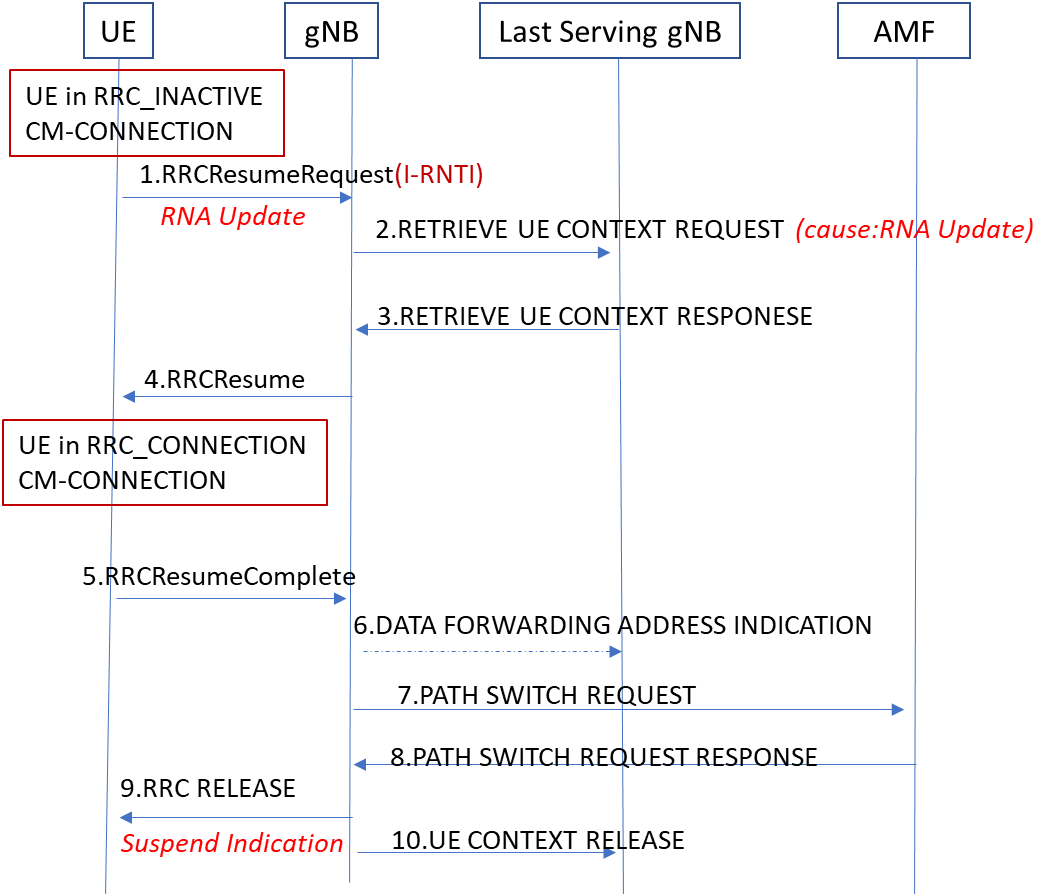 UE
gNB
Last Serving gNB
AMF
UE in RRC_INACTIVE
CM-CONNECTION
1.RRCResumeRequest(I-RNTI)
RNA Update
2.RETRIEVE UE CONTEXT REQUEST (cause:RNA Update)
3.RETRIEVE UE CONTEXT RESPONESE
4.RRCResume
UE in RRC_CONNECTION
CM-CONNECTION
5.RRCResumeComplete
6.DATA FORWARDING ADDRESS INDICATION
7.PATH SWITCH REQUEST
8.PATH SWITCH REQUEST RESPONSE
9.RRC RELEASE
Suspend Indication
10.UE CONTEXT RELEASE